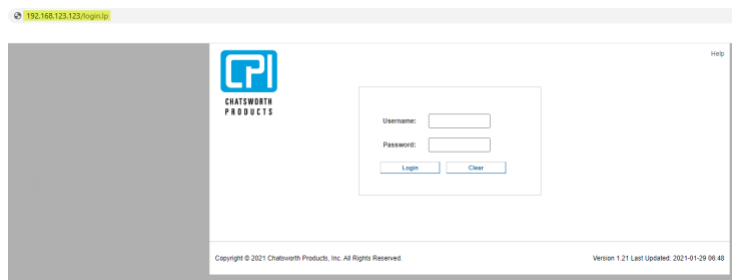 192.168.123.123/login.lp
Help
CPI
CHATSWORTH
PRODUCTS
Username:
Password:
Login Clear
Copyright © 2021 Chatsworth Products, Inc. All Rights Reserved. Version 1.21 Last Updated: 2021-01-29 06:48